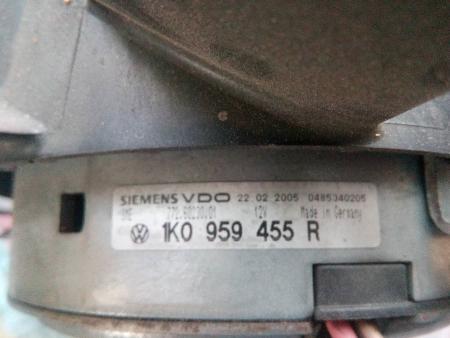 SIEMENS VDO 22 02 2005 0485340205
12V Made in Germany
1K0 959 455 R